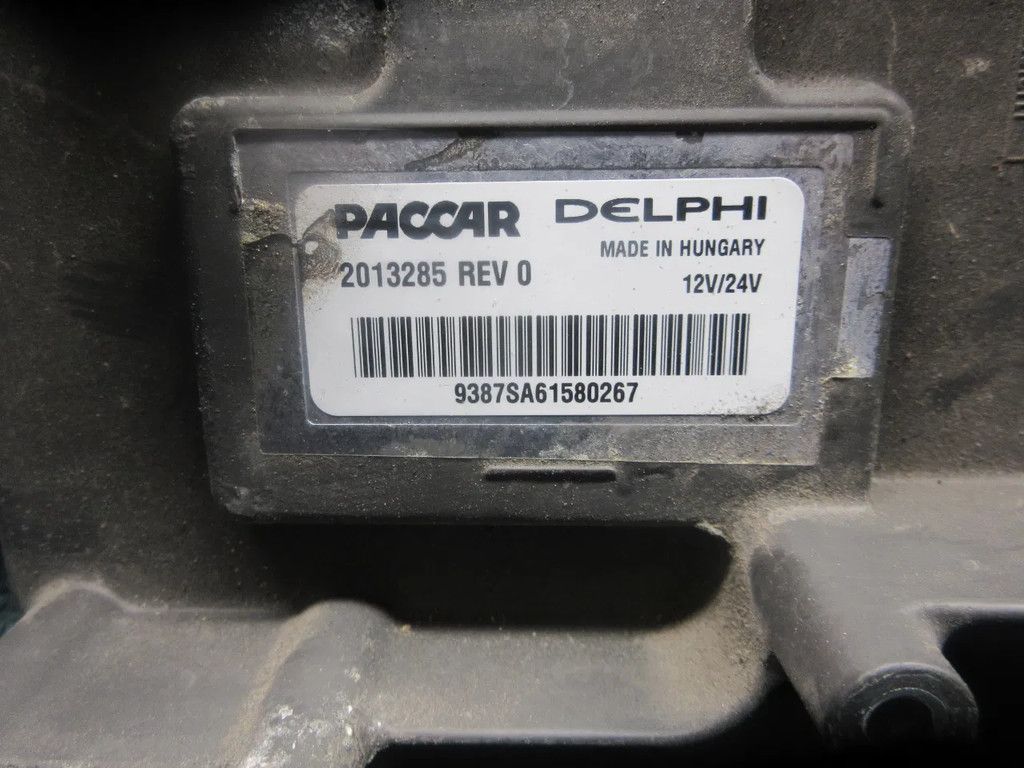 PACCAR DELPHI
MADE IN HUNGARY
2013285 REV 0
12V/24V
9387SA61580267